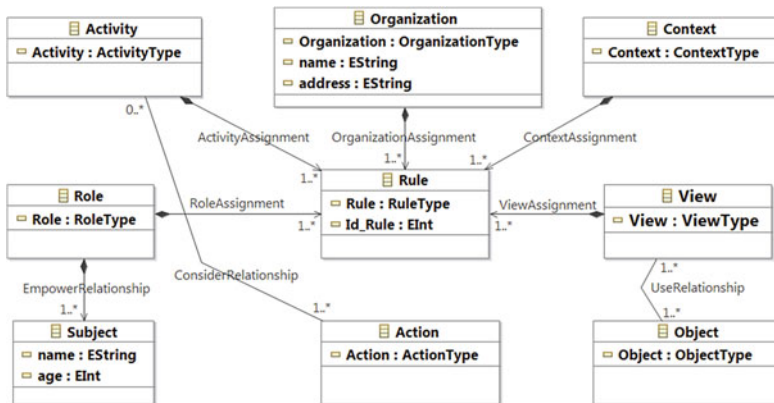 Activity
Activity : ActivityType
Organization
Organization : OrganizationType
name : EString
address : EString
Context
Context : ContextType
0..*
ActivityAssignment
OrganizationAssignment
ContextAssignment
1..*
1..*
1..*
Role
Role : RoleType
RoleAssignment
1..*
Rule
Rule : RuleType
Id_Rule : EInt
ViewAssignment
1..*
View
View : ViewType
EmpowerRelationship
1..*
ConsiderRelationship
1..*
1..*
UseRelationship
1..*
Subject
name : EString
age : EInt
Action
Action : ActionType
Object
Object : ObjectType